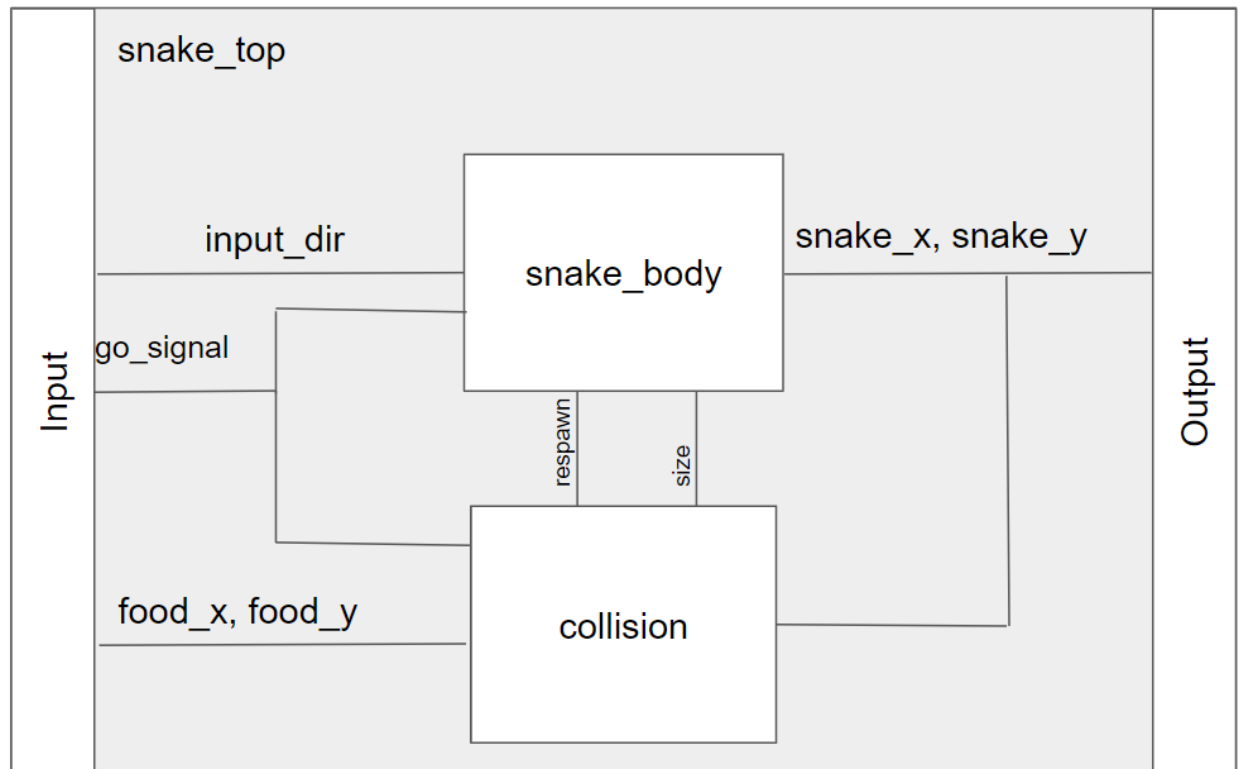 snake_top
input_dir
snake_body
snake_x, snake_y
go_signal
Input
Output
respawn
size
food_x, food_y
collision